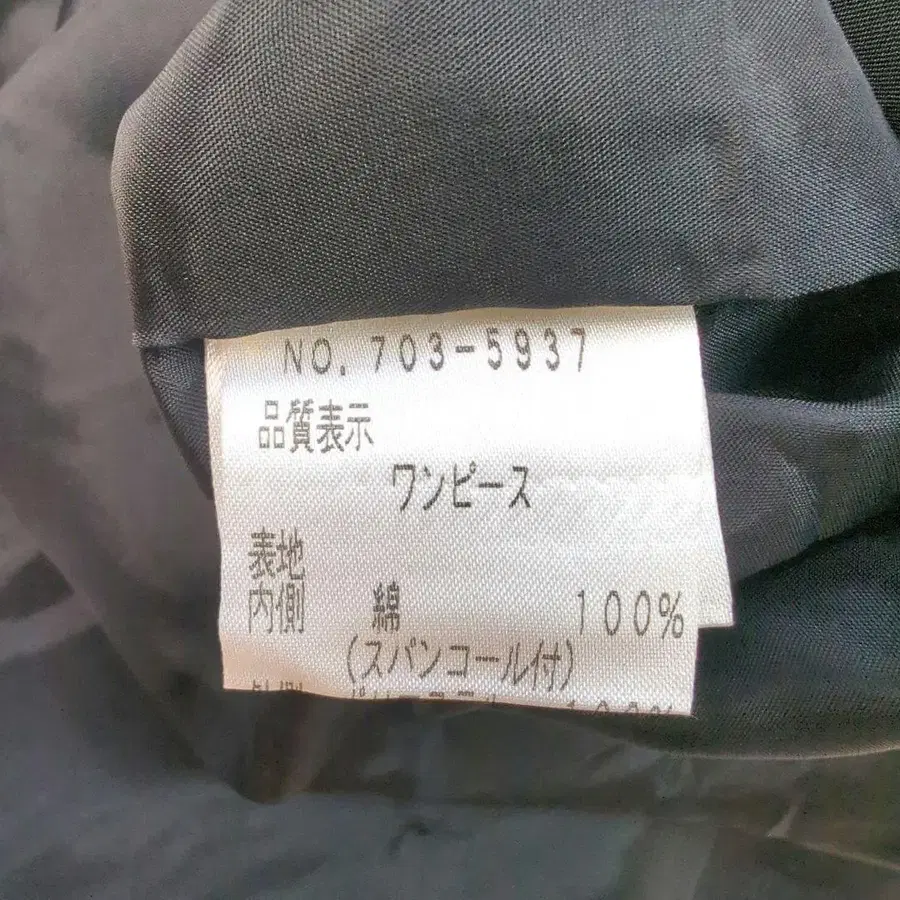 NO. 703-5937
品質表示
ワンピース
表地
内側 綿 100%
(スパンコール付)